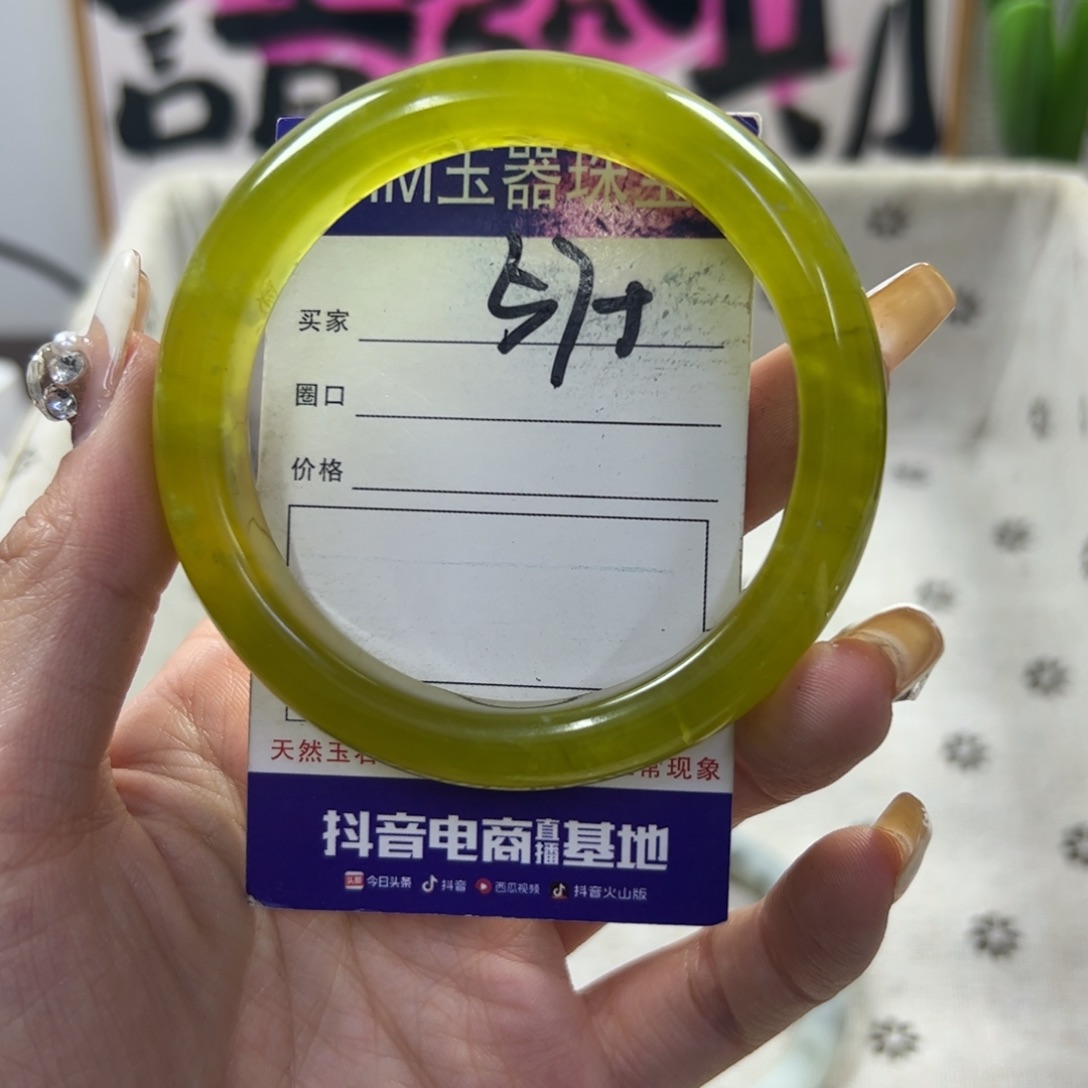 M玉器珠宝
买家
圈口
价格
天然玉石
常现象
抖音电商直播基地
今日头条 抖音 西瓜视频 抖音火山版